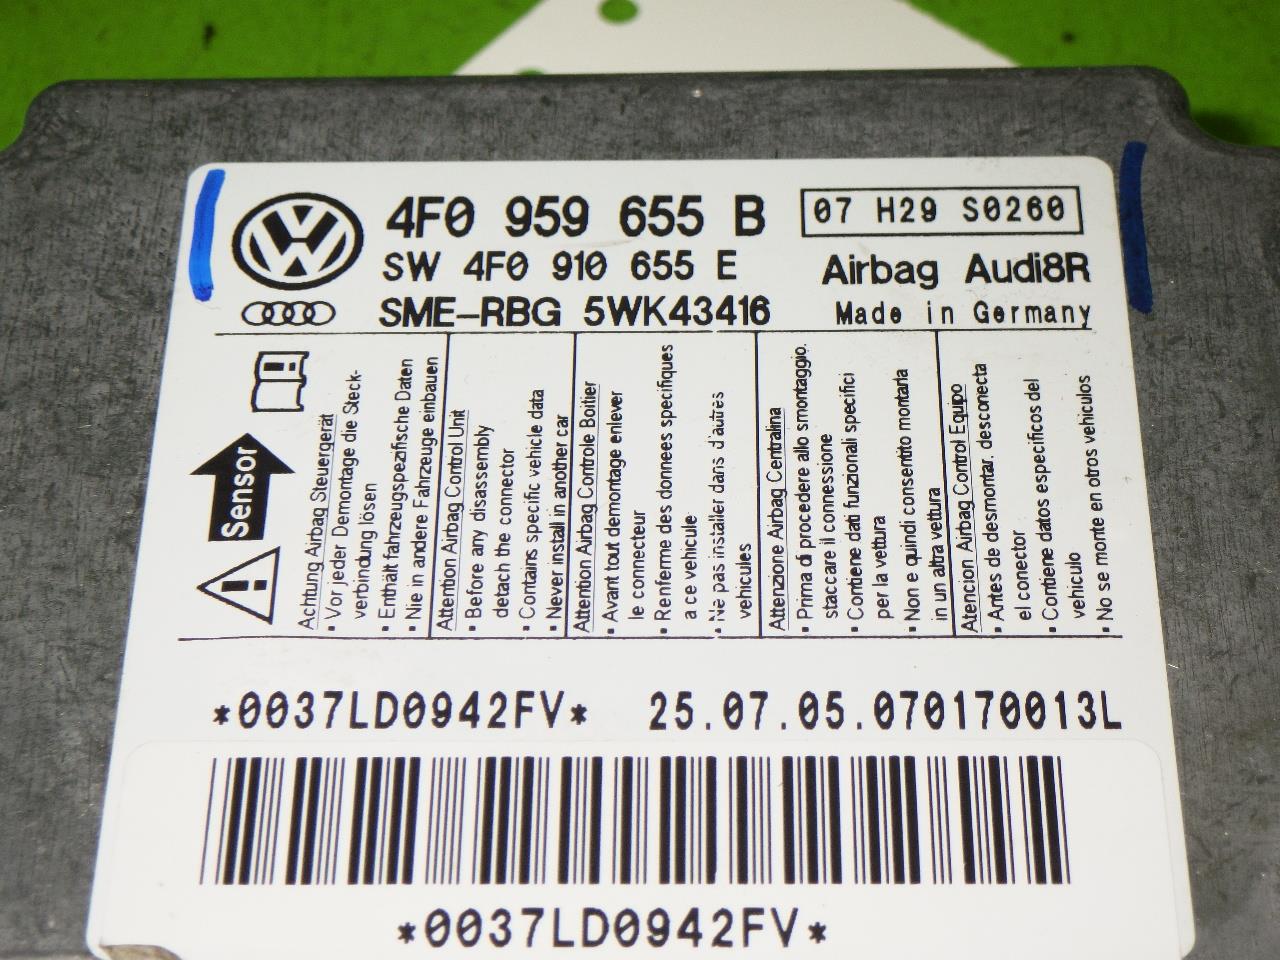 4F0 959 655 B
07 H29 S0260
SW 4F0 910 655 E
Airbag Audi8R
SME-RBG 5WK43416
Made in Germany
Sensor
Achtung Airbag Steuergerät
▪ Vor jeder Demontage die Steck-
verbindung lösen
▪ Enthält fahrzeugspezifische Daten
▪ Nie in andere Fahrzeuge einbauen
Attention Airbag Control Unit
▪ Before any disassembly
detach the connector
▪ Contains specific vehicle data
▪ Never install in another car
Attention Airbag Controle Boitier
▪ Avant tout demontage enlever
le connecteur
▪ Renferme des donnees specifiques
a ce vehicule
▪ Ne pas installer dans d'autres
vehicules
Attenzione Airbag Centralina
▪ Prima di procedere allo smontaggio.
staccare il connessione
▪ Contiene dati funzionali specifici
per la vettura
▪ Non e quindi consentito montarla
in un altra vettura
Atencion Airbag Control Equipo
▪ Antes de desmontar. desconecta
el conector
▪ Contiene datos especificos del
vehiculo
▪ No se monte en otros vehiculos
*0037LD0942FV*
25.07.05.070170013L
*0037LD0942FV*